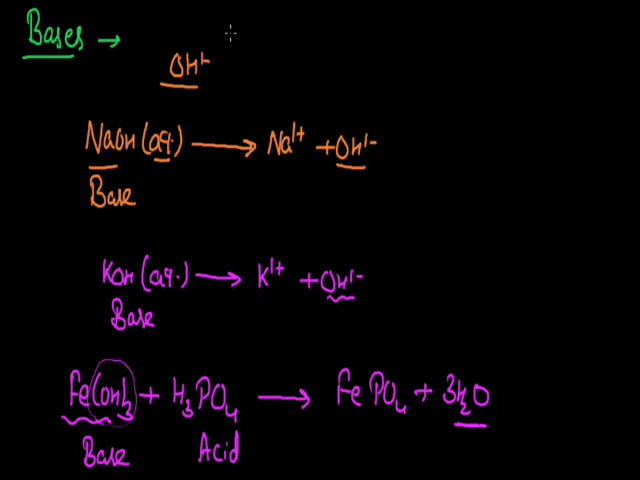 Bases →
OH¹⁻
NaOH (aq.) → Na¹⁺ + OH¹⁻
Base
KOH (aq.) → K¹⁺ + OH¹⁻
Base
Fe(OH)₃ + H₃PO₄ → FePO₄ + 3H₂O
Base Acid